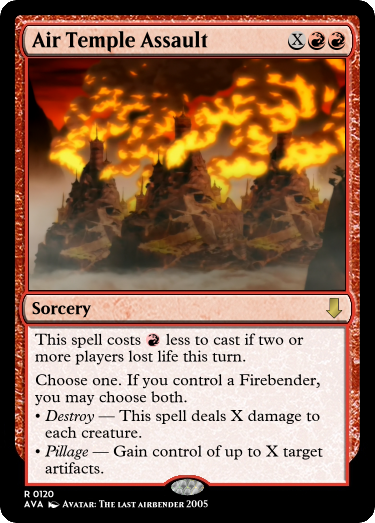 Air Temple Assault X
Sorcery
This spell costs less to cast if two or
more players lost life this turn.
Choose one. If you control a Firebender,
you may choose both.
• Destroy — This spell deals X damage to
each creature.
• Pillage — Gain control of up to X target
artifacts.
R 0120
AVA Avatar: The last airbender 2005